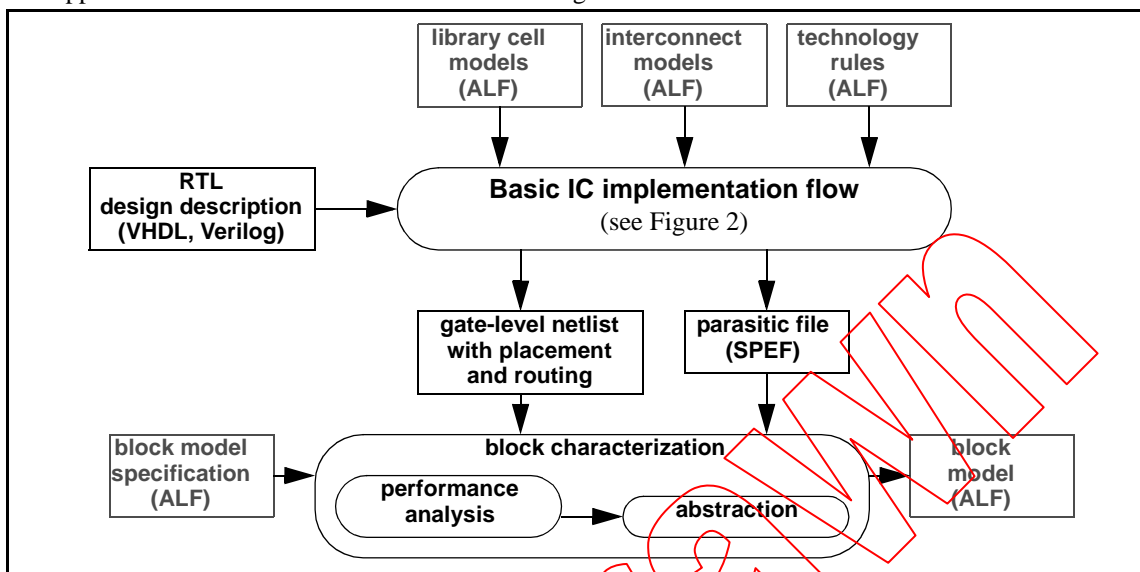 library cell
models
(ALF)
interconnect
models
(ALF)
technology
rules
(ALF)
RTL
design description
(VHDL, Verilog)
Basic IC implementation flow
(see Figure 2)
gate-level netlist
with placement
and routing
parasitic file
(SPEF)
block model
specification
(ALF)
block characterization
performance
analysis
abstraction
block
model
(ALF)